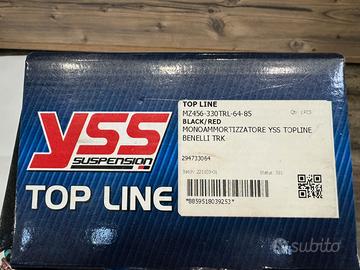 YSS
SUSPENSION
TOP LINE
TOP LINE
MZ456-330TRL-64-85
BLACK/RED
MONOAMMORTIZZATORE YSS TOPLINE
BENELLI TRK
294733064
*8859518039253*
subito